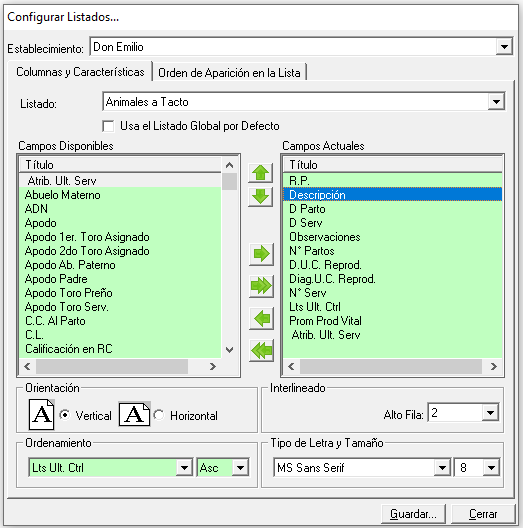 Configurar Listados...
Establecimiento: Don Emilio
Columnas y Características Orden de Aparición en la Lista
Listado: Animales a Tacto
Usa el Listado Global por Defecto
Campos Disponibles
Título
Atrib. Ult. Serv
Abuelo Materno
ADN
Apodo
Apodo 1er. Toro Asignado
Apodo 2do Toro Asignado
Apodo Ab. Paterno
Apodo Padre
Apodo Toro Preño
Apodo Toro Serv.
C.C. Al Parto
C.L.
Calificación en RC
Campos Actuales
Título
R.P.
Descripción
D Parto
D Serv
Observaciones
N° Partos
D.U.C. Reprod.
Diag.U.C. Reprod.
N° Serv
Lts Ult. Ctrl
Prom Prod Vital
Atrib. Ult. Serv
Orientación
A Vertical A Horizontal
Interlineado
Alto Fila: 2
Ordenamiento
Lts Ult. Ctrl Asc
Tipo de Letra y Tamaño
MS Sans Serif 8
Guardar... Cerrar